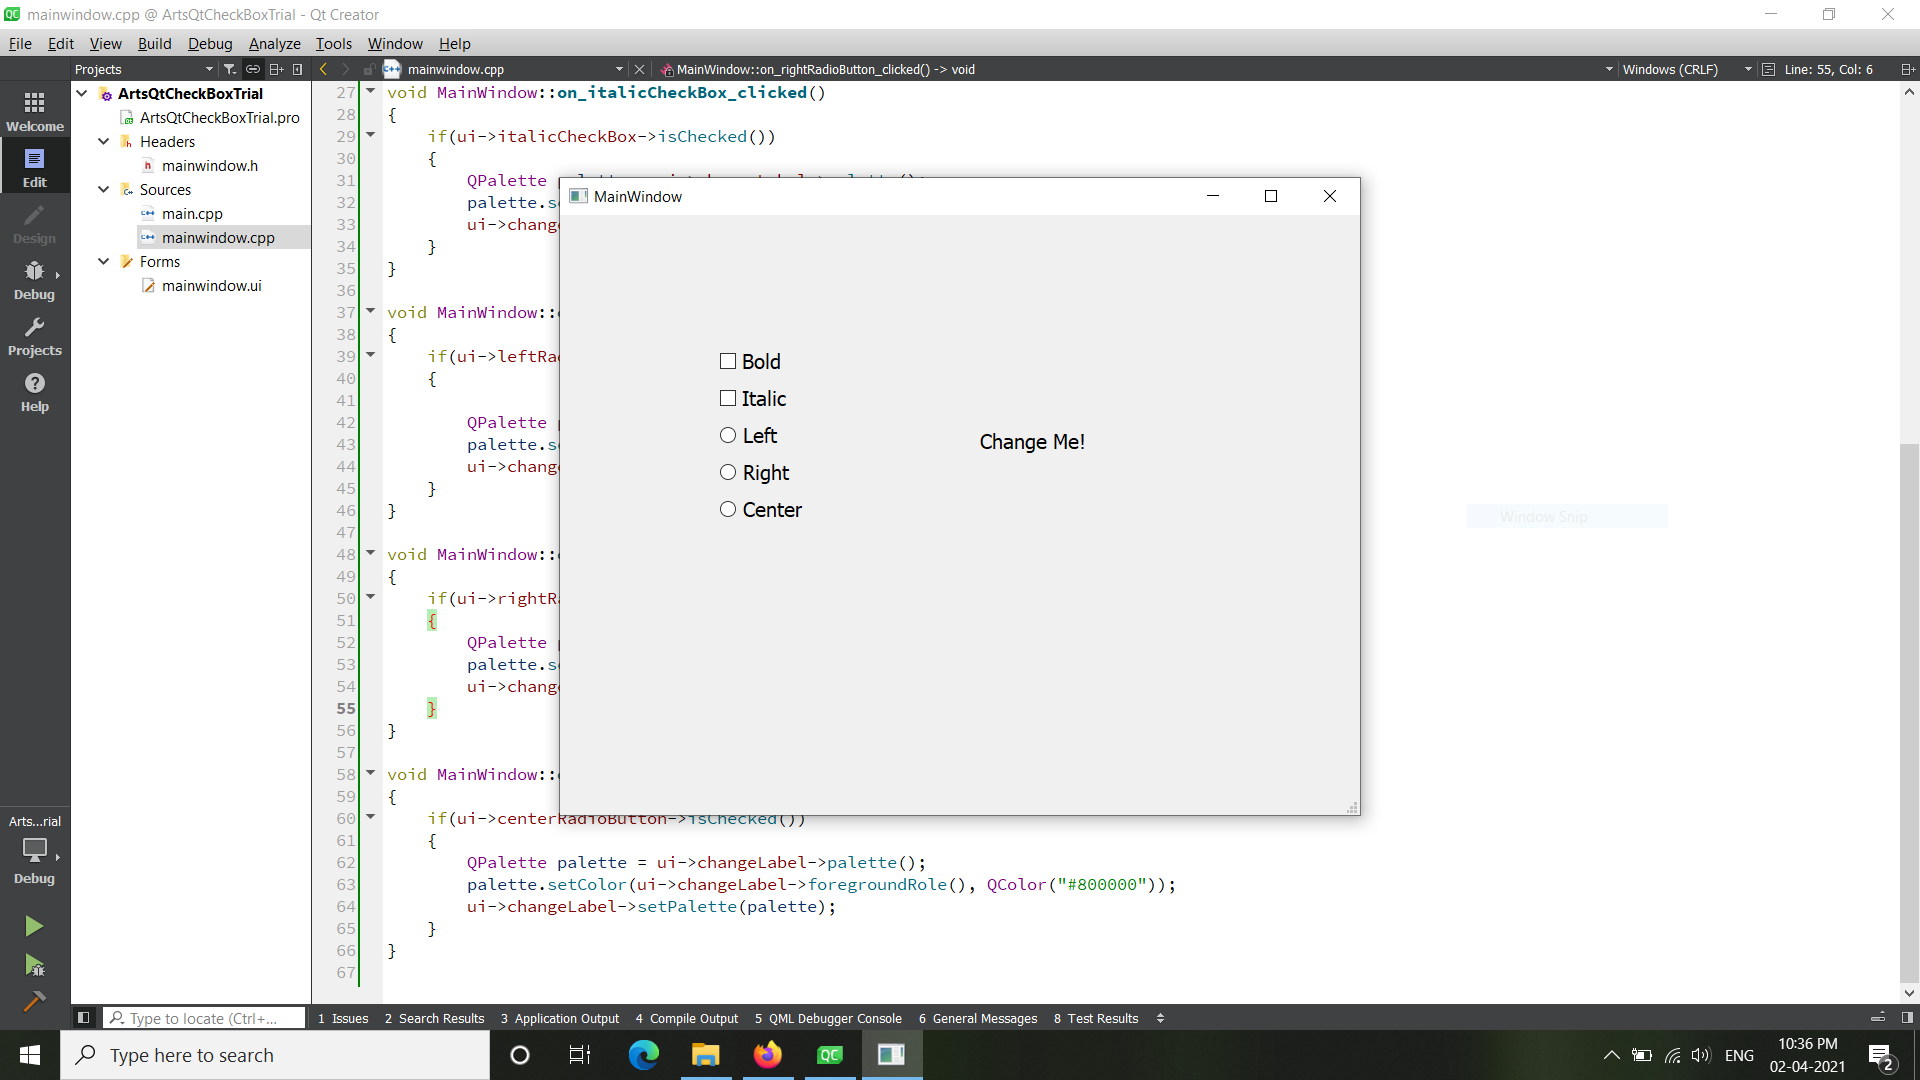 mainwindow.cpp @ ArtsQtCheckBoxTrial - Qt Creator
File Edit View Build Debug Analyze Tools Window Help
Projects
mainwindow.cpp
MainWindow::on_rightRadioButton_clicked() -> void
Windows (CRLF)
Line: 55, Col: 6
Welcome
Edit
Design
Debug
Projects
Help
Arts...rial
Debug
ArtsQtCheckBoxTrial
ArtsQtCheckBoxTrial.pro
Headers
mainwindow.h
Sources
main.cpp
mainwindow.cpp
Forms
mainwindow.ui
27 void MainWindow::on_italicCheckBox_clicked()
28 {
29 if(ui->italicCheckBox->isChecked())
30 {
31 QPalette
32 palette.s
33 ui->chang
34 }
35 }
36
37 void MainWindow::
38 {
39 if(ui->leftRa
40 {
41
42 QPalette
43 palette.s
44 ui->chang
45 }
46 }
47
48 void MainWindow::
49 {
50 if(ui->rightR
51 {
52 QPalette
53 palette.s
54 ui->chang
55 }
56 }
57
58 void MainWindow::
59 {
60 if(ui->centerRadioButton->isChecked())
61 {
62 QPalette palette = ui->changeLabel->palette();
63 palette.setColor(ui->changeLabel->foregroundRole(), QColor("#800000"));
64 ui->changeLabel->setPalette(palette);
65 }
66 }
67
MainWindow
Bold
Italic
Left
Right
Center
Change Me!
Window Snip
Type to locate (Ctrl+...
1 Issues 2 Search Results 3 Application Output 4 Compile Output 5 QML Debugger Console 6 General Messages 8 Test Results
Type here to search
QC
ENG
10:36 PM
02-04-2021
2